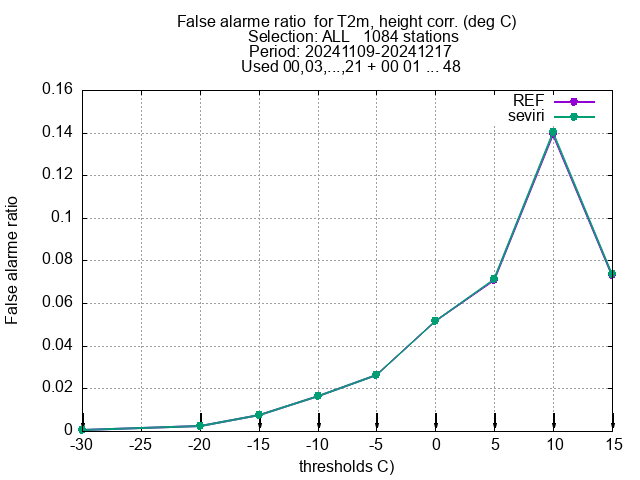 False alarme ratio  for T2m, height corr. (deg C)
Selection: ALL   1084 stations
Period: 20241109-20241217
Used 00,03,...,21 + 00 01 ... 48
REF
seviri
0.16
0.14
0.12
0.1
0.08
0.06
0.04
0.02
0
False alarme ratio
-30 -25 -20 -15 -10 -5 0 5 10 15
thresholds C)